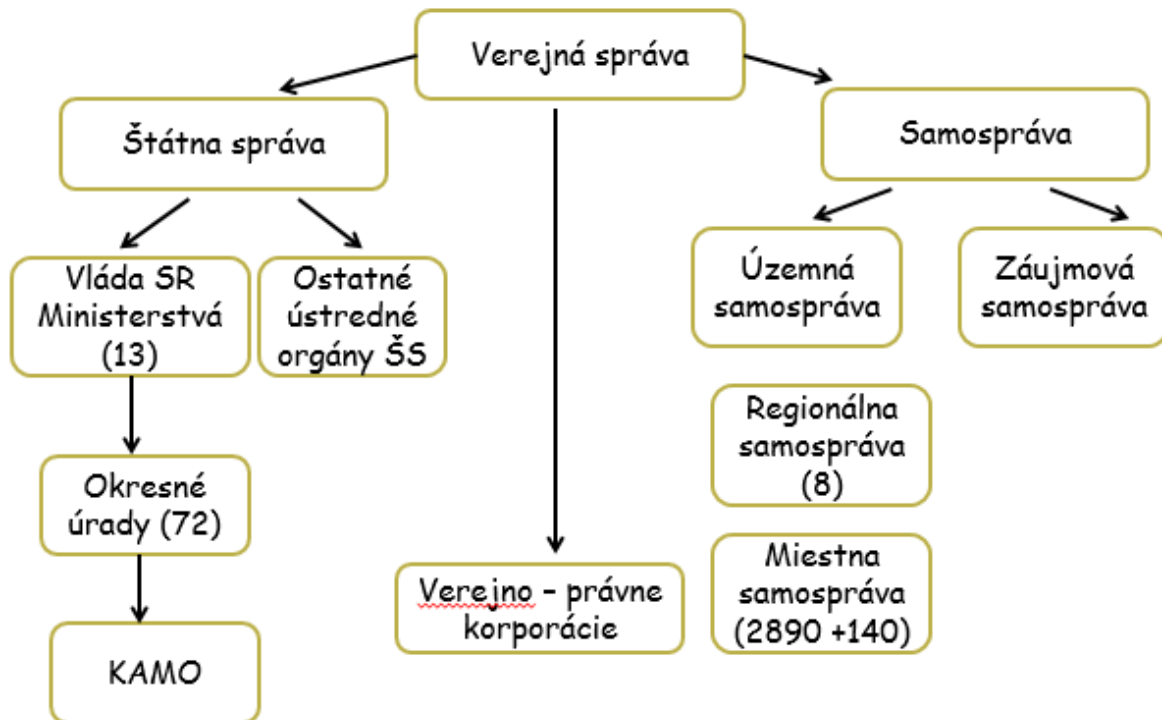 Verejná správa
Štátna správa
Samospráva
Vláda SR
Ministerstvá
(13)
Ostatné
ústredné
orgány ŠS
Územná
samospráva
Záujmová
samospráva
Regionálna
samospráva
(8)
Okresné
úrady (72)
Verejno – právne
korporácie
Miestna
samospráva
(2890 +140)
KAMO